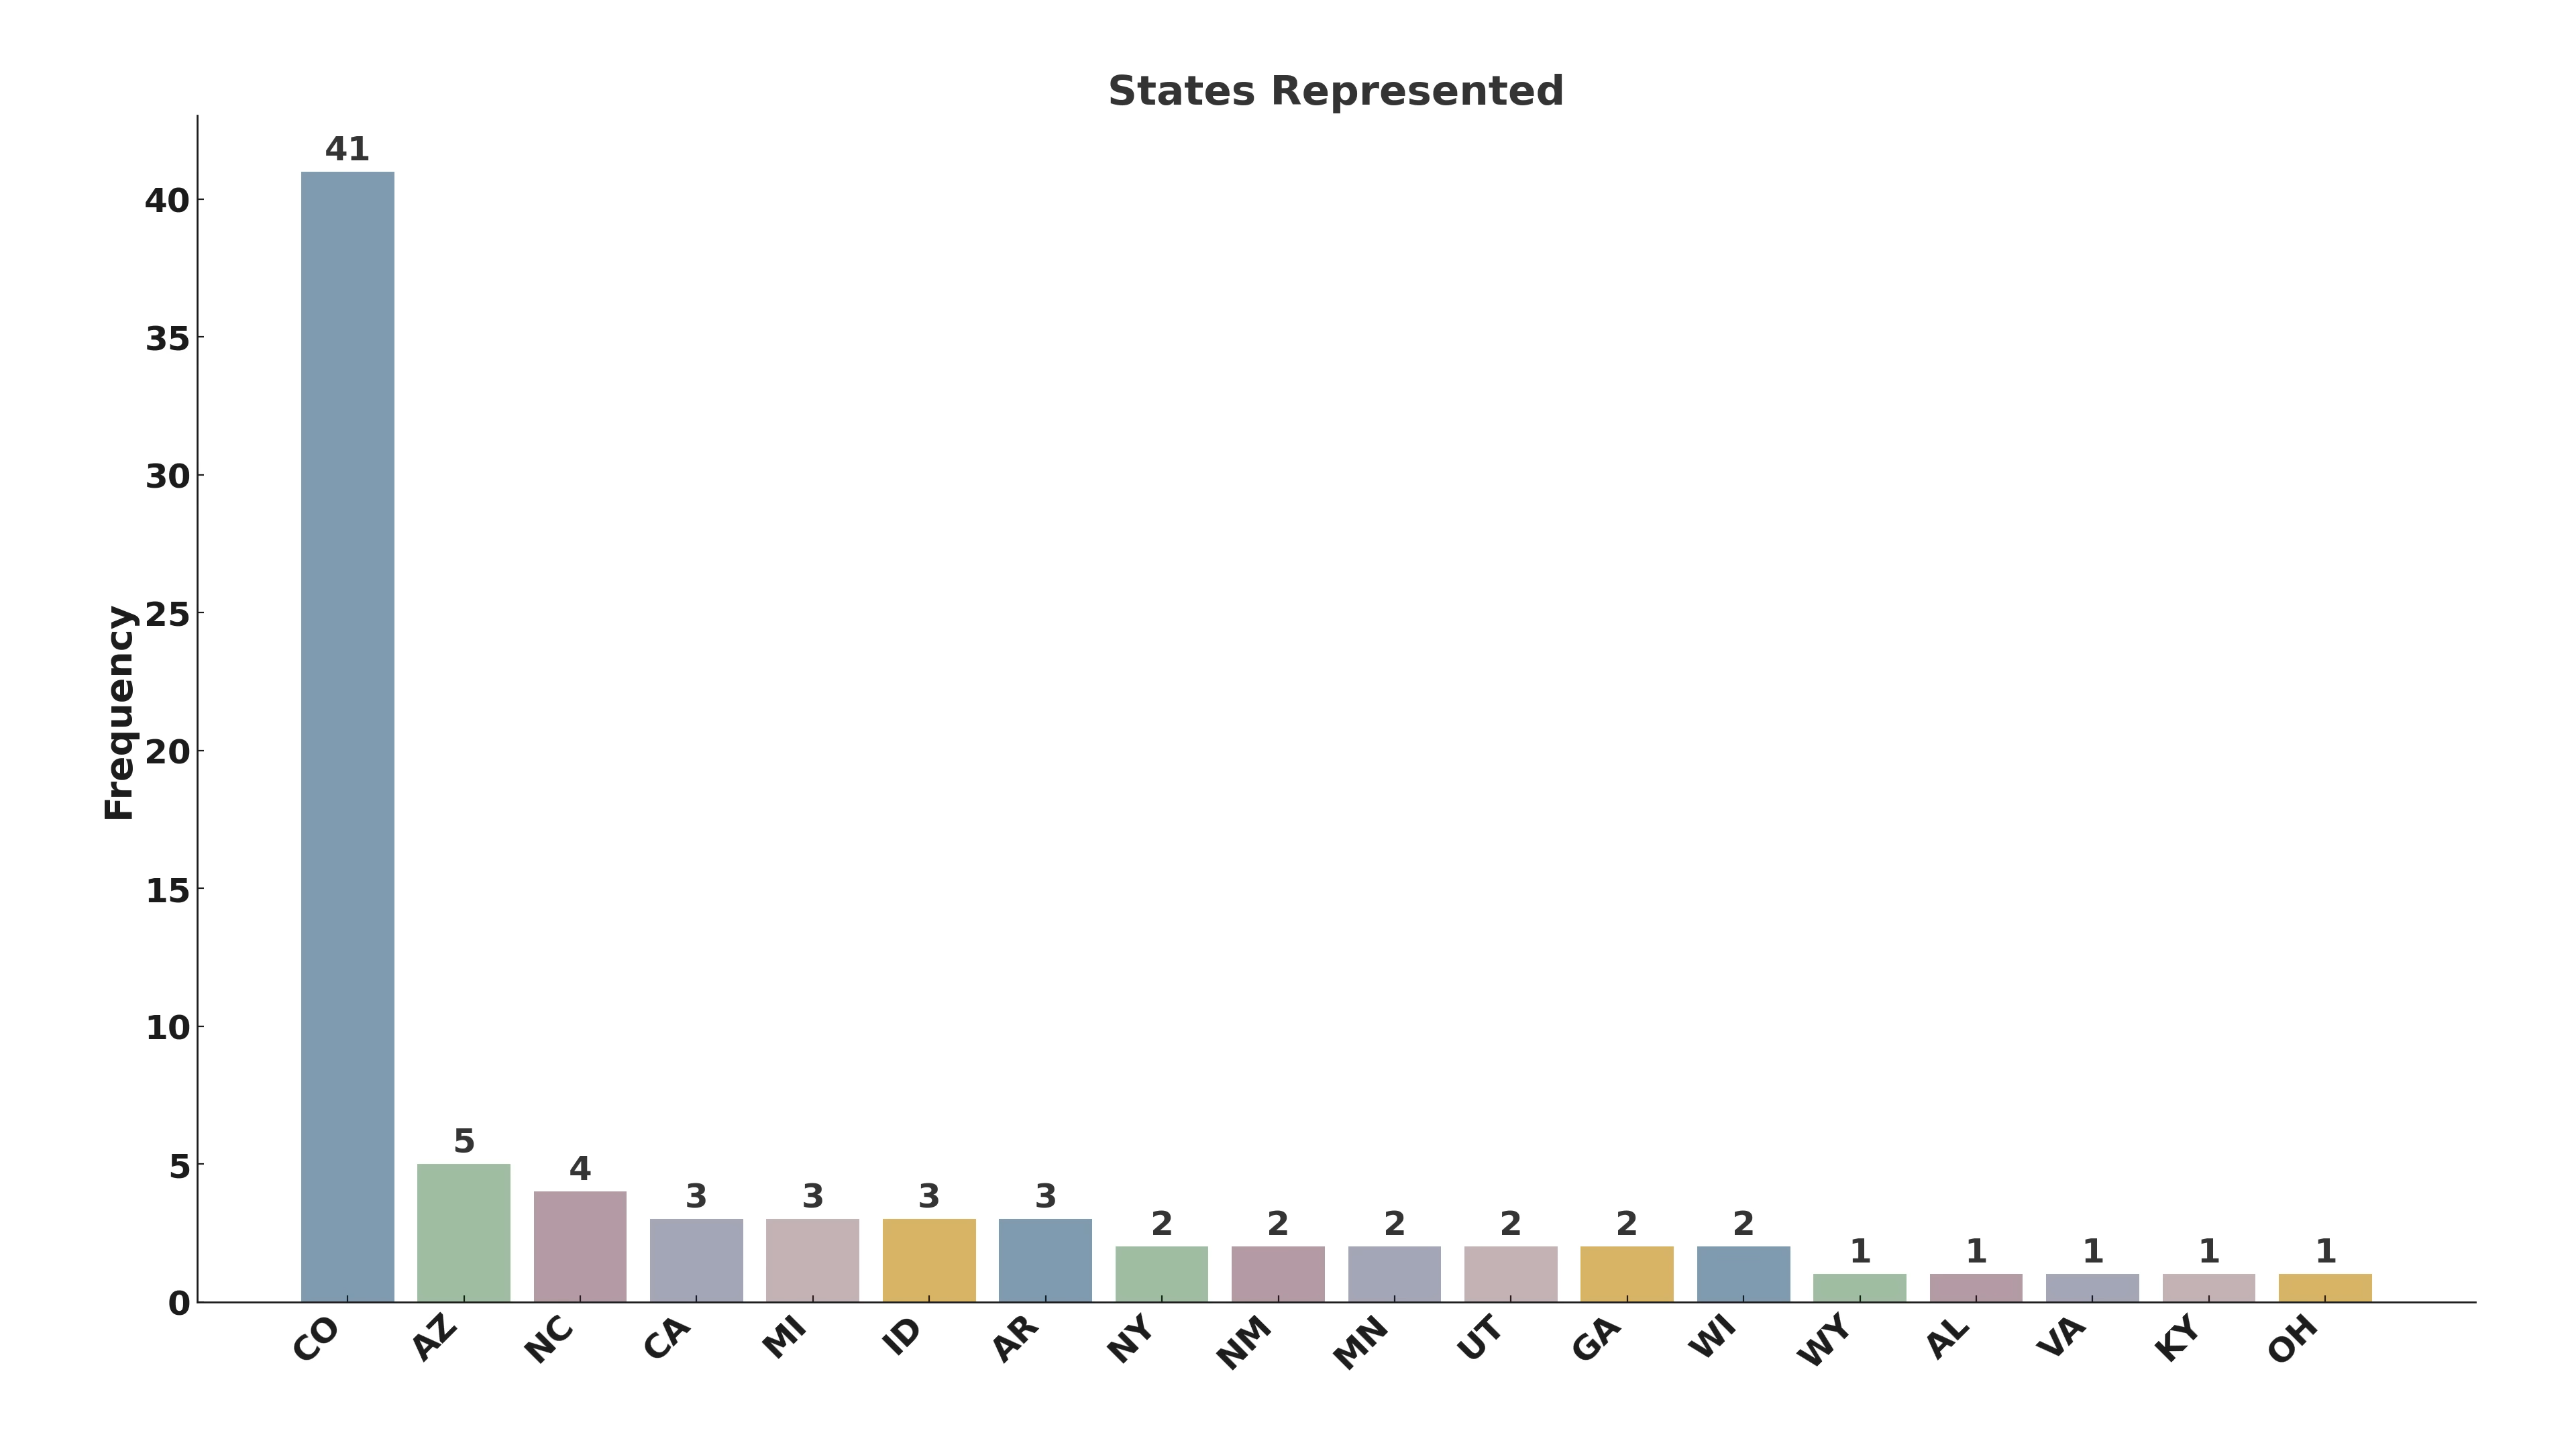 States Represented
Frequency
40
35
30
25
20
15
10
5
0
41
5
4
3
3
3
3
2
2
2
2
2
2
1
1
1
1
1
CO
AZ
NC
CA
MI
ID
AR
NY
NM
MN
UT
GA
WI
WY
AL
VA
KY
OH